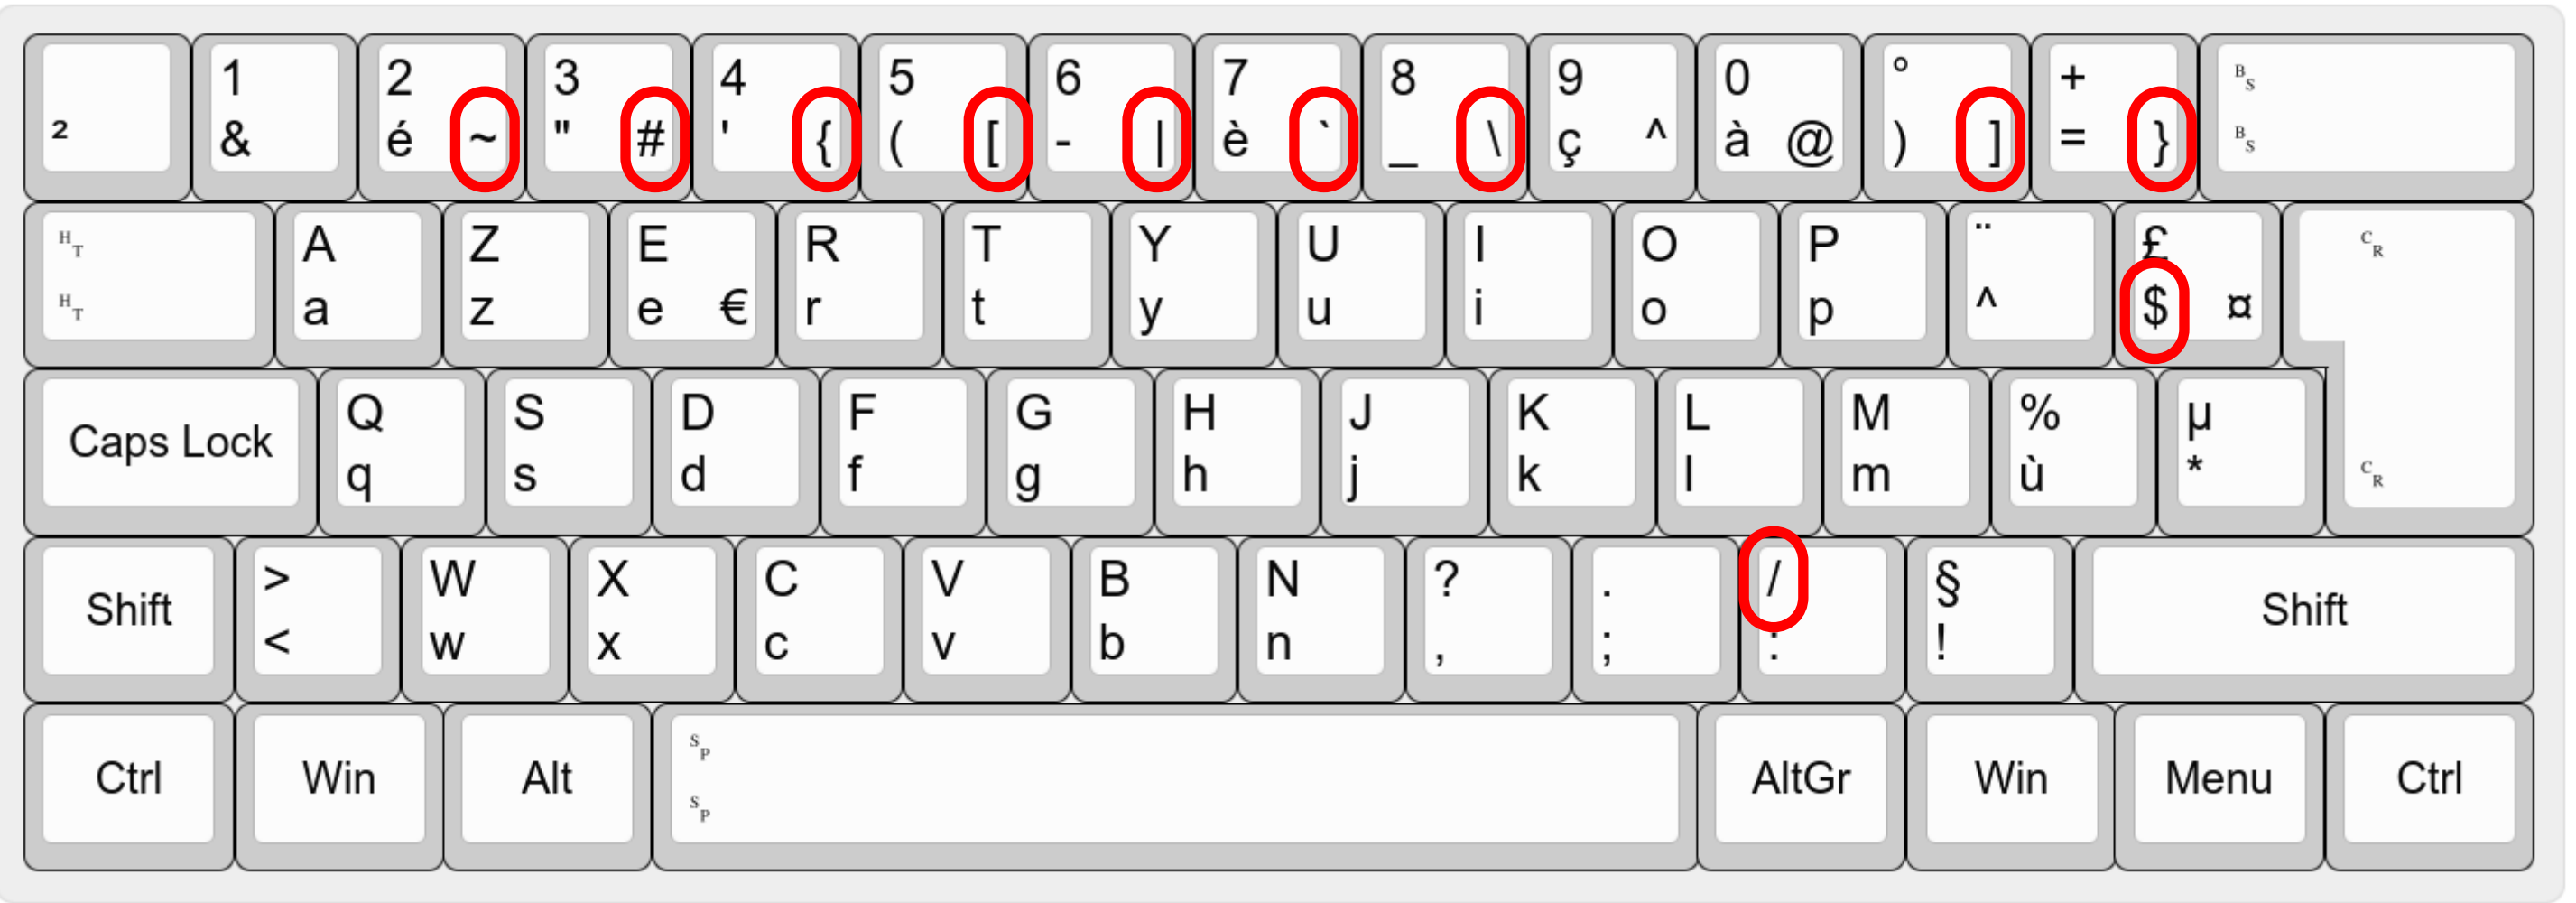 1 2 3 4 5 6 7 8 9 0 ° + BS
² & é ~ " # ' { ( [ - | è ` _ \ ç ^ à @ ) ] = } BS
HT A Z E R T Y U I O P ¨ £ CR
HT a z e € r t y u i o p ^ $ ¤
Caps Lock Q S D F G H J K L M % µ
q s d f g h j k l m ù * CR
Shift > W X C V B N ? . / § Shift
< w x c v b n , ; : !
Ctrl Win Alt SP AltGr Win Menu Ctrl
SP